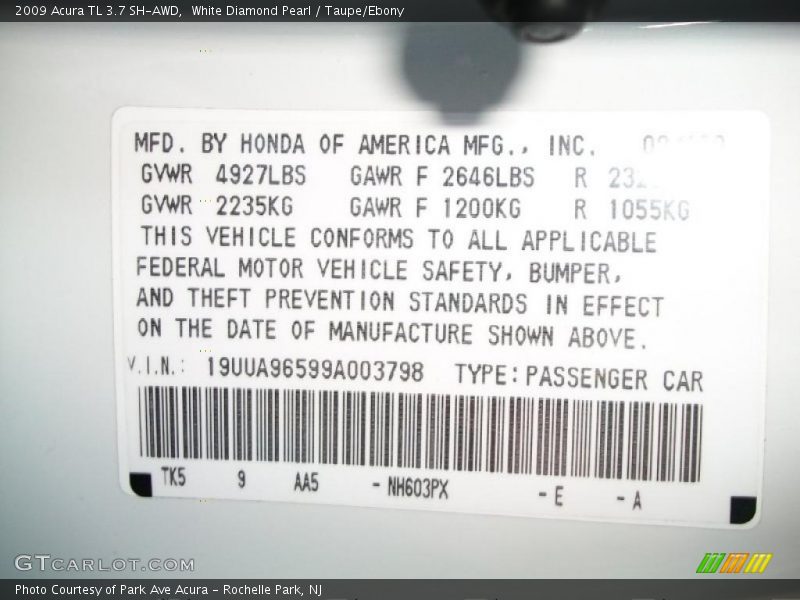 2009 Acura TL 3.7 SH-AWD,  White Diamond Pearl / Taupe/Ebony
MFD. BY HONDA OF AMERICA MFG., INC.
GVWR 4927LBS GAWR F 2646LBS R
GVWR 2235KG GAWR F 1200KG R 1055KG
THIS VEHICLE CONFORMS TO ALL APPLICABLE
FEDERAL MOTOR VEHICLE SAFETY, BUMPER,
AND THEFT PREVENTION STANDARDS IN EFFECT
ON THE DATE OF MANUFACTURE SHOWN ABOVE.
V.I.N.: 19UUA96599A003798 TYPE:PASSENGER CAR
TK5 9 AA5 -NH603PX -E -A
GTCARLOT.COM
Photo Courtesy of Park Ave Acura - Rochelle Park, NJ